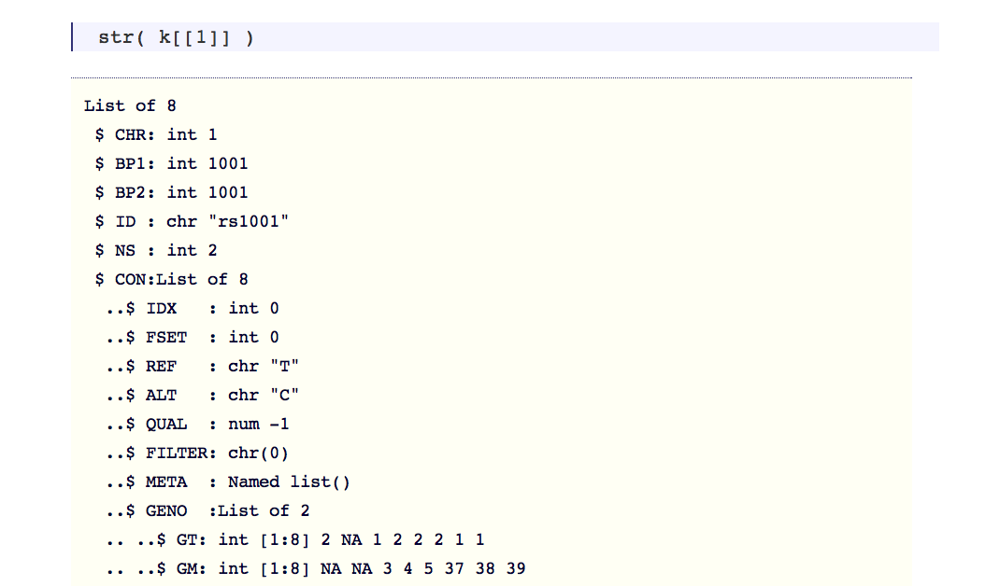 str( k[[1]] )
List of 8
 $ CHR: int 1
 $ BP1: int 1001
 $ BP2: int 1001
 $ ID : chr "rs1001"
 $ NS : int 2
 $ CON:List of 8
  ..$ IDX   : int 0
  ..$ FSET  : int 0
  ..$ REF   : chr "T"
  ..$ ALT   : chr "C"
  ..$ QUAL  : num -1
  ..$ FILTER: chr(0)
  ..$ META  : Named list()
  ..$ GENO  :List of 2
  .. ..$ GT: int [1:8] 2 NA 1 2 2 2 1 1
  .. ..$ GM: int [1:8] NA NA 3 4 5 37 38 39